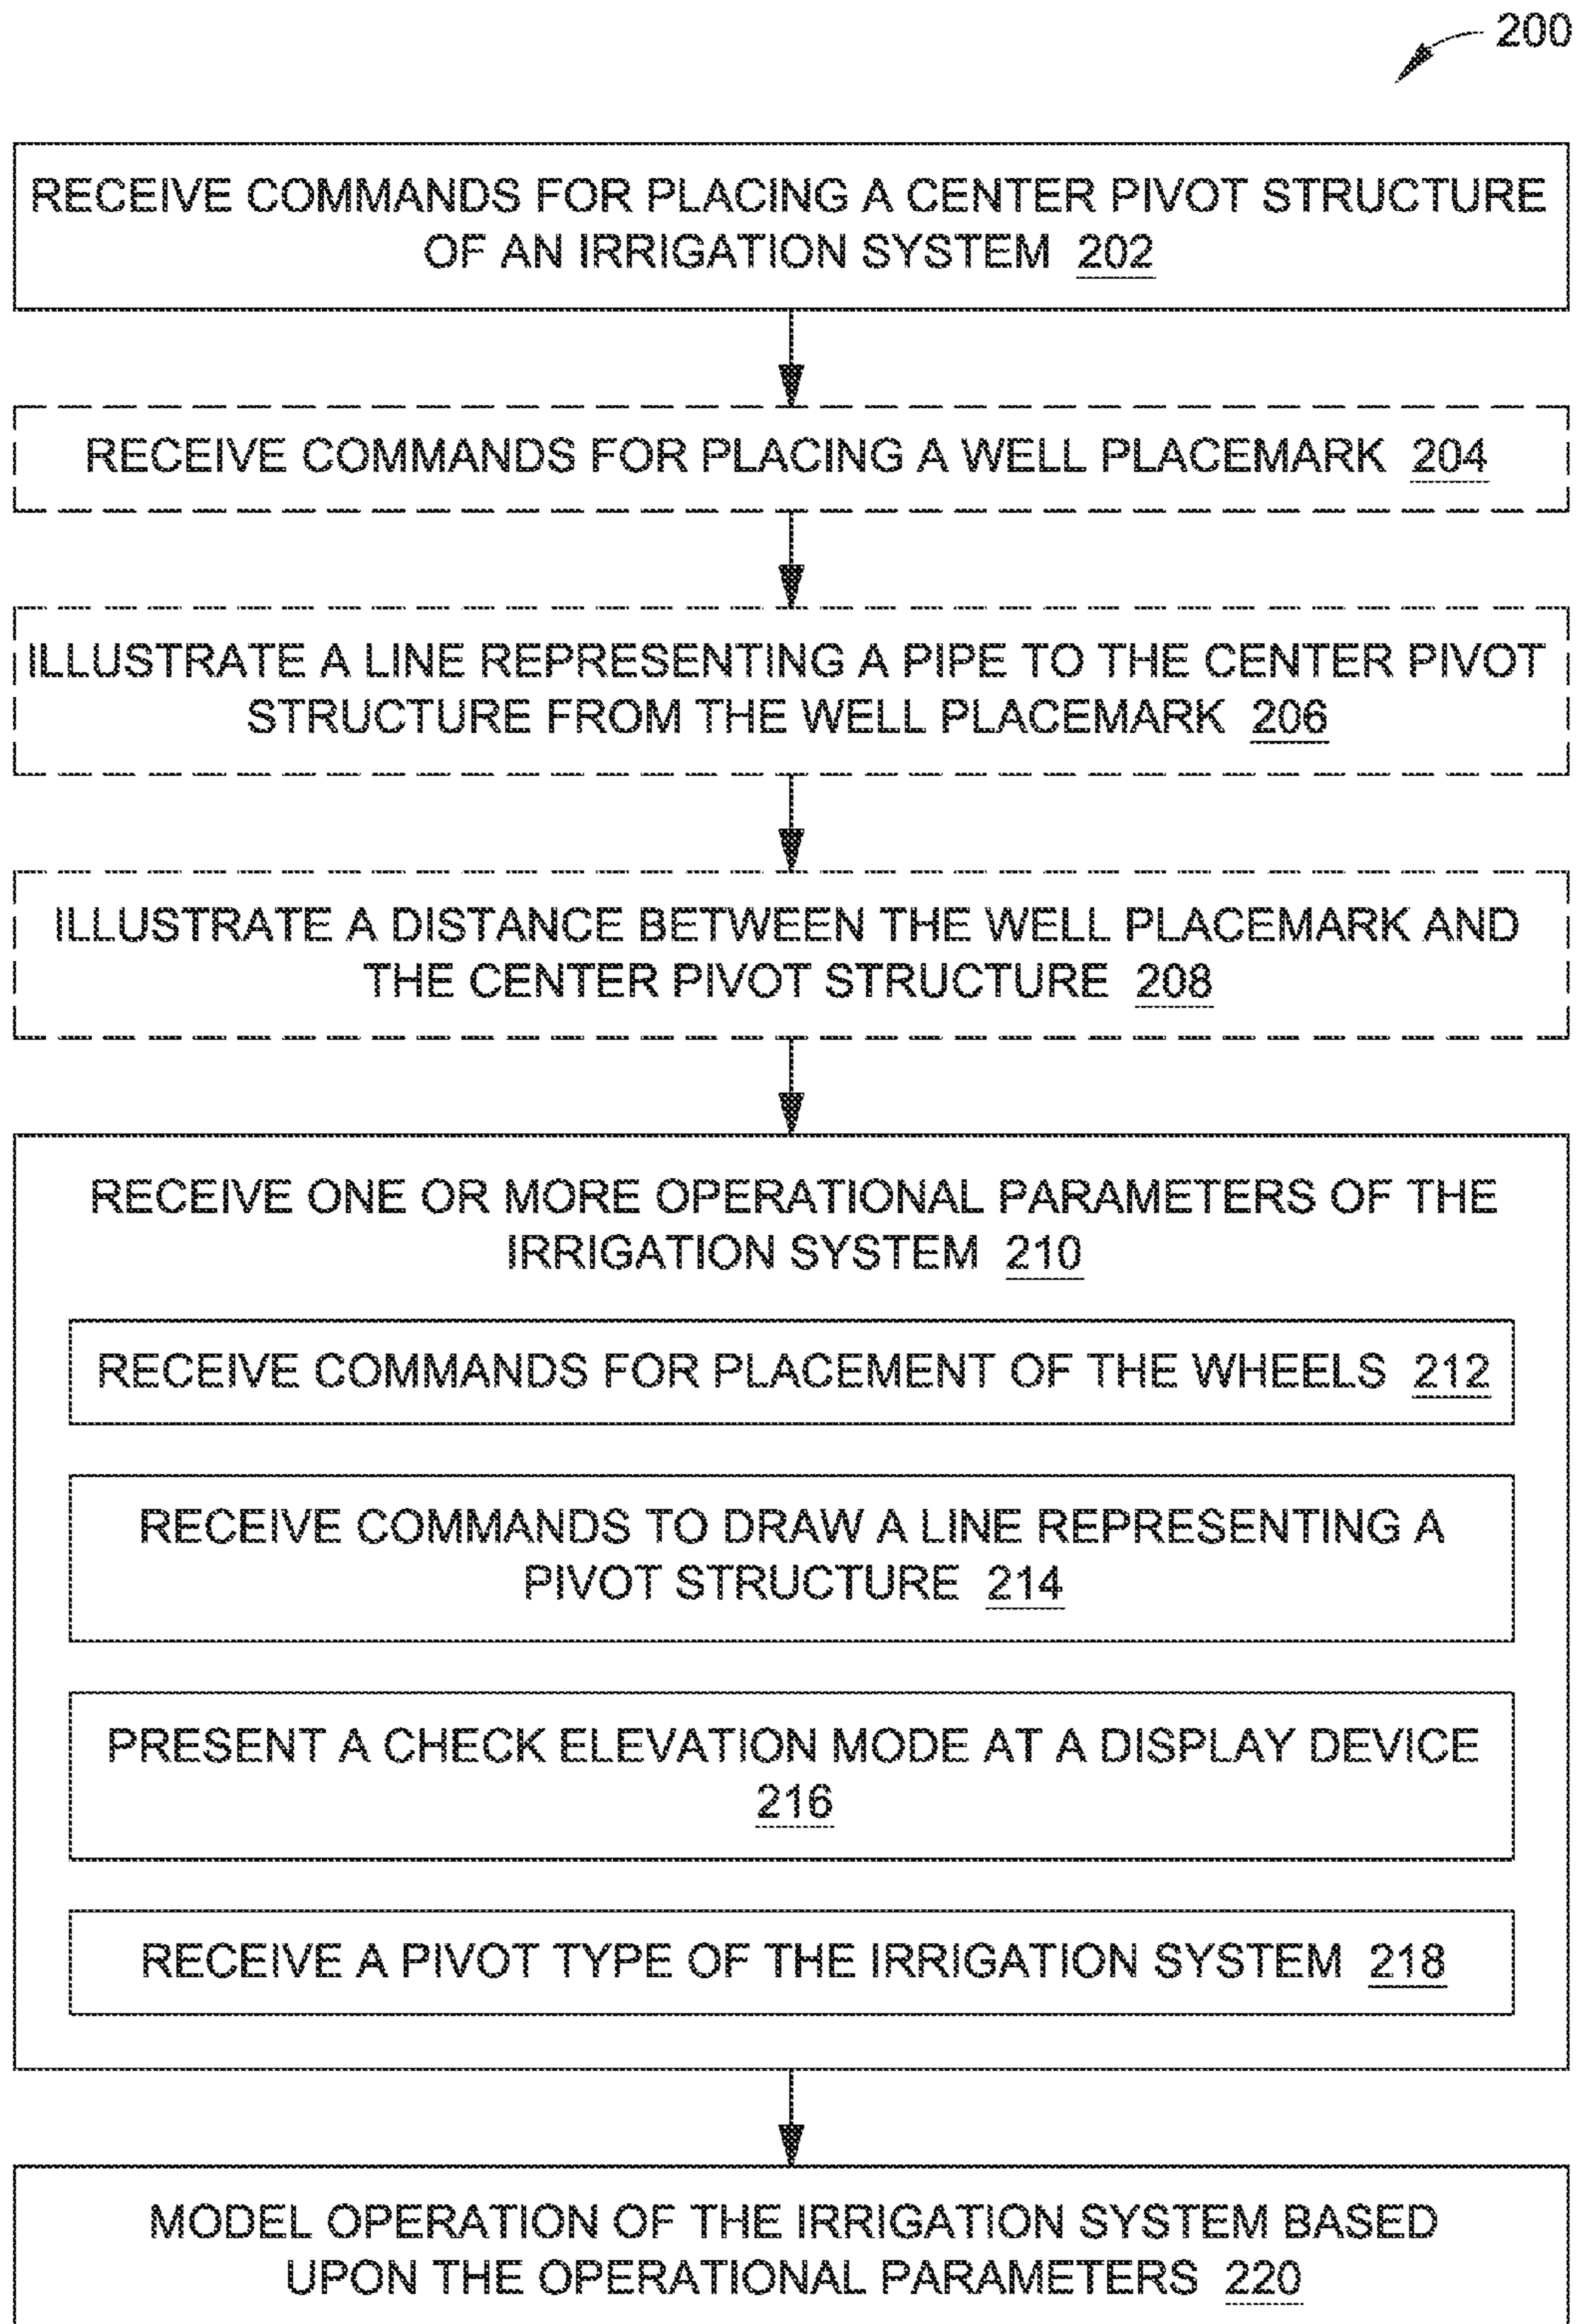 200
RECEIVE COMMANDS FOR PLACING A CENTER PIVOT STRUCTURE
OF AN IRRIGATION SYSTEM 202
RECEIVE COMMANDS FOR PLACING A WELL PLACEMARK 204
ILLUSTRATE A LINE REPRESENTING A PIPE TO THE CENTER PIVOT
STRUCTURE FROM THE WELL PLACEMARK 206
ILLUSTRATE A DISTANCE BETWEEN THE WELL PLACEMARK AND
THE CENTER PIVOT STRUCTURE 208
RECEIVE ONE OR MORE OPERATIONAL PARAMETERS OF THE
IRRIGATION SYSTEM 210
RECEIVE COMMANDS FOR PLACEMENT OF THE WHEELS 212
RECEIVE COMMANDS TO DRAW A LINE REPRESENTING A
PIVOT STRUCTURE 214
PRESENT A CHECK ELEVATION MODE AT A DISPLAY DEVICE
216
RECEIVE A PIVOT TYPE OF THE IRRIGATION SYSTEM 218
MODEL OPERATION OF THE IRRIGATION SYSTEM BASED
UPON THE OPERATIONAL PARAMETERS 220